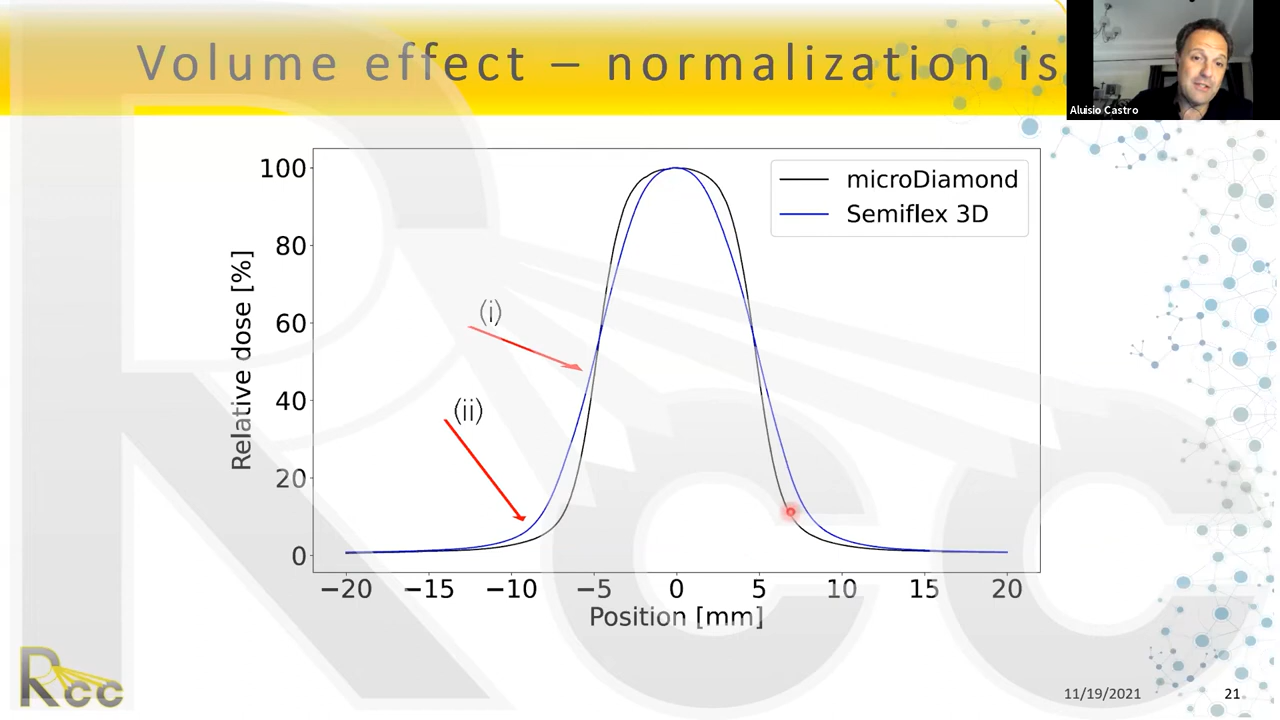 Volume effect – normalization is
Aluisio Castro
100
80
60
40
20
0
Relative dose [%]
microDiamond
Semiflex 3D
(i)
(ii)
−20 −15 −10 −5 0 5 10 15 20
Position [mm]
Rcc
11/19/2021 21